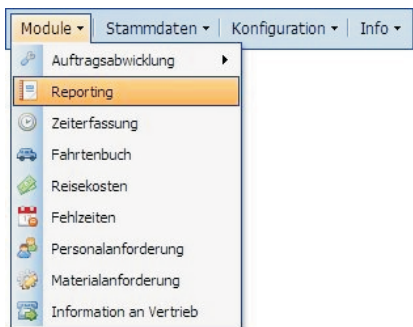 Module Stammdaten Konfiguration Info
Auftragsabwicklung
Reporting
Zeiterfassung
Fahrtenbuch
Reisekosten
Fehlzeiten
Personalanforderung
Materialanforderung
Information an Vertrieb